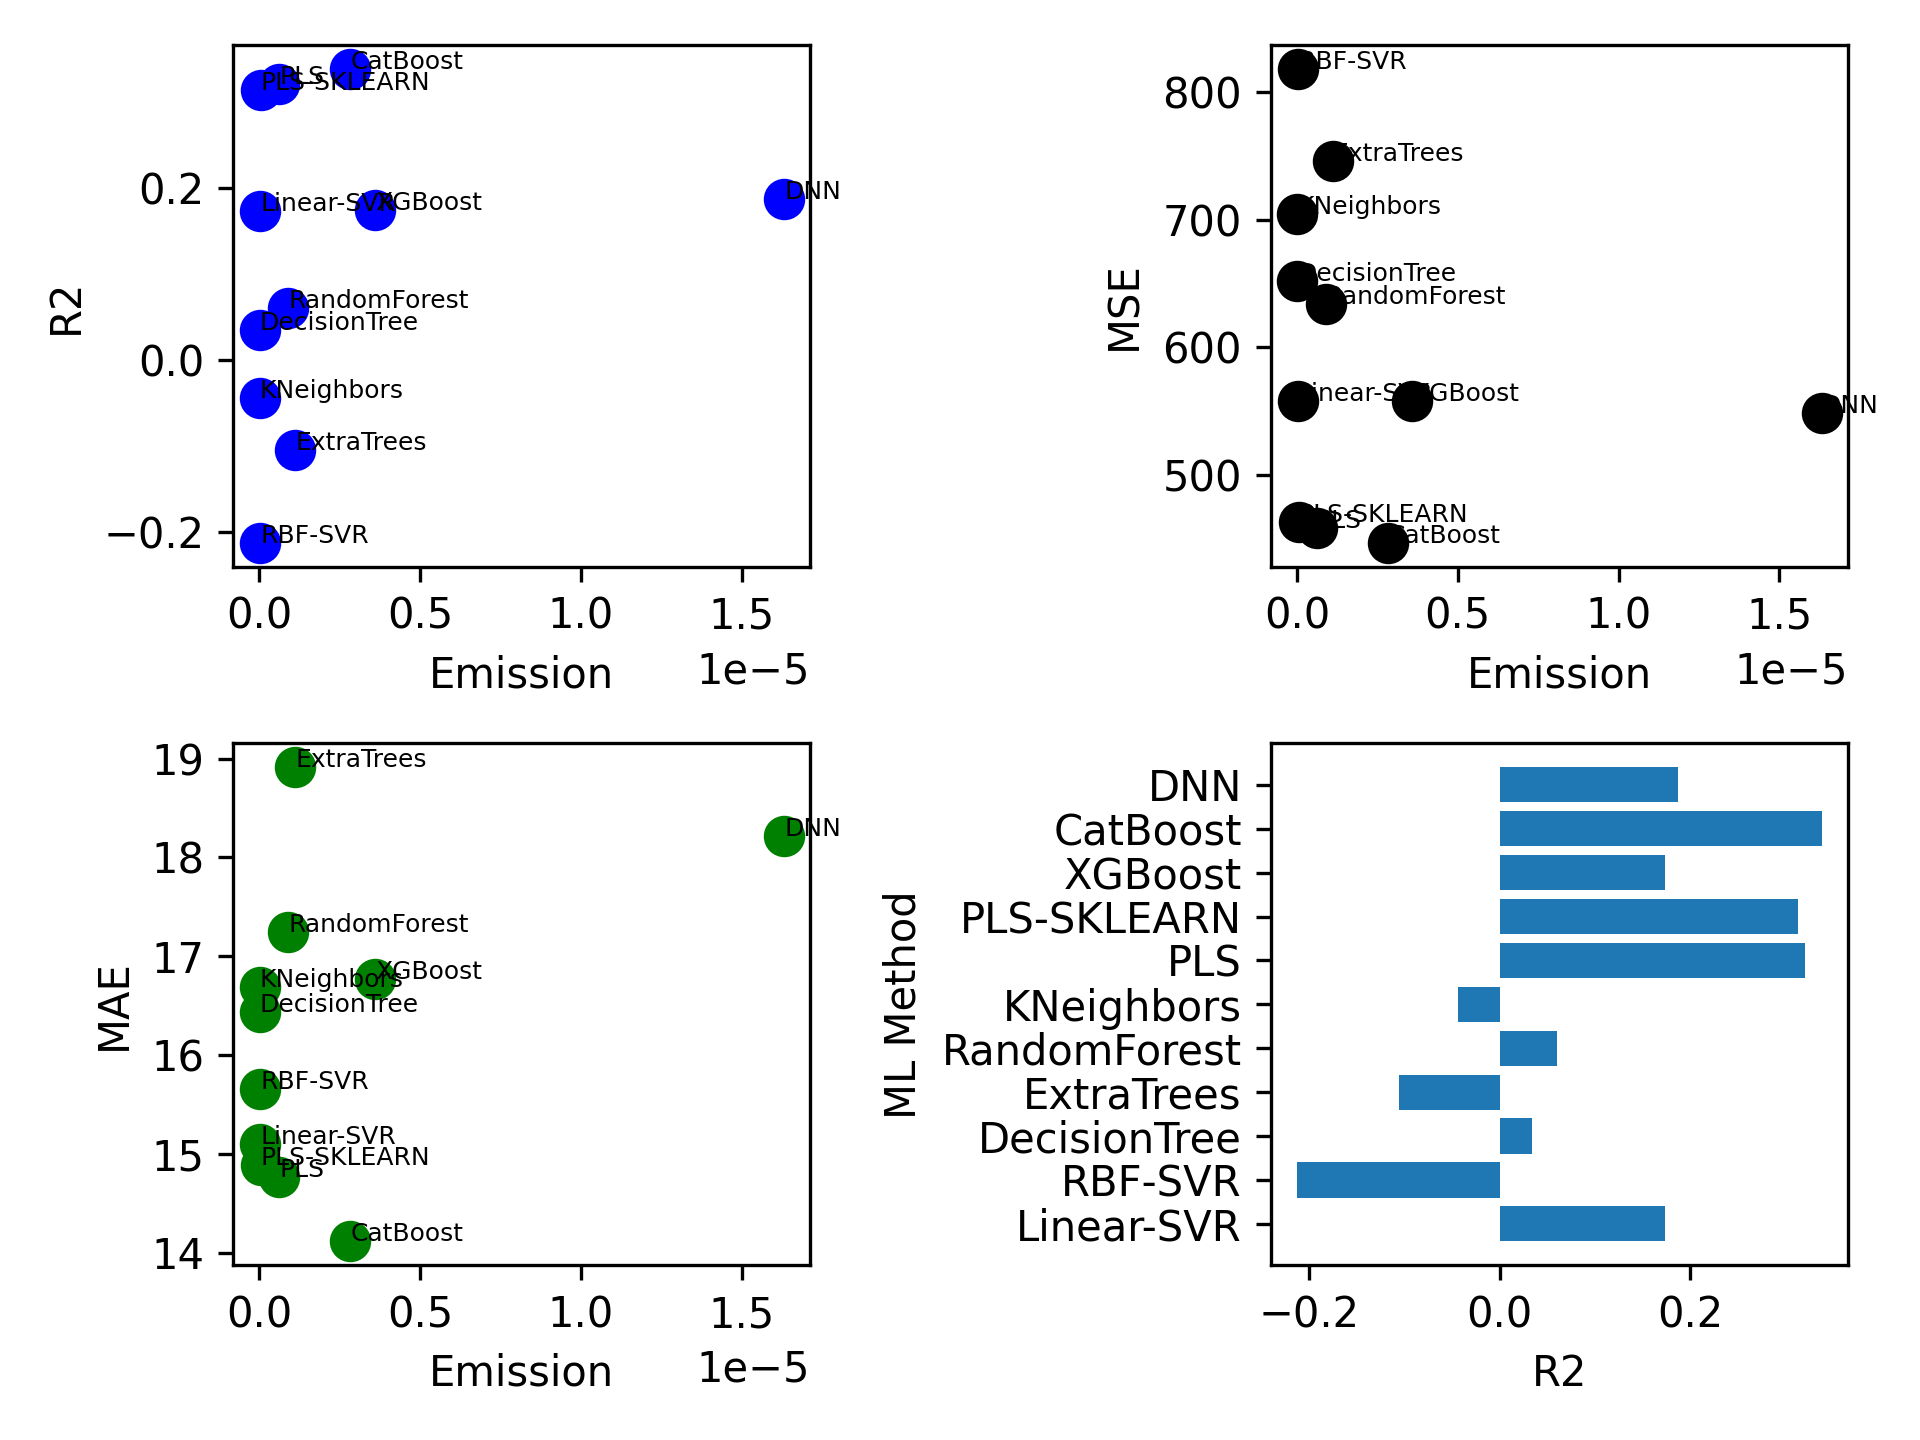 R2
0.2
0.0
−0.2
CatBoost
PLS
PLS-SKLEARN
DNN
Linear-SVR
XGBoost
RandomForest
DecisionTree
KNeighbors
ExtraTrees
RBF-SVR
0.0 0.5 1.0 1.5
Emission 1e−5
MSE
800
700
600
500
RBF-SVR
ExtraTrees
KNeighbors
DecisionTree
RandomForest
Linear-SVR
XGBoost
DNN
PLS-SKLEARN
PLS
CatBoost
0.0 0.5 1.0 1.5
Emission 1e−5
MAE
19
18
17
16
15
14
ExtraTrees
DNN
RandomForest
XGBoost
KNeighbors
DecisionTree
RBF-SVR
Linear-SVR
PLS-SKLEARN
PLS
CatBoost
0.0 0.5 1.0 1.5
Emission 1e−5
ML Method
DNN
CatBoost
XGBoost
PLS-SKLEARN
PLS
KNeighbors
RandomForest
ExtraTrees
DecisionTree
RBF-SVR
Linear-SVR
−0.2 0.0 0.2
R2